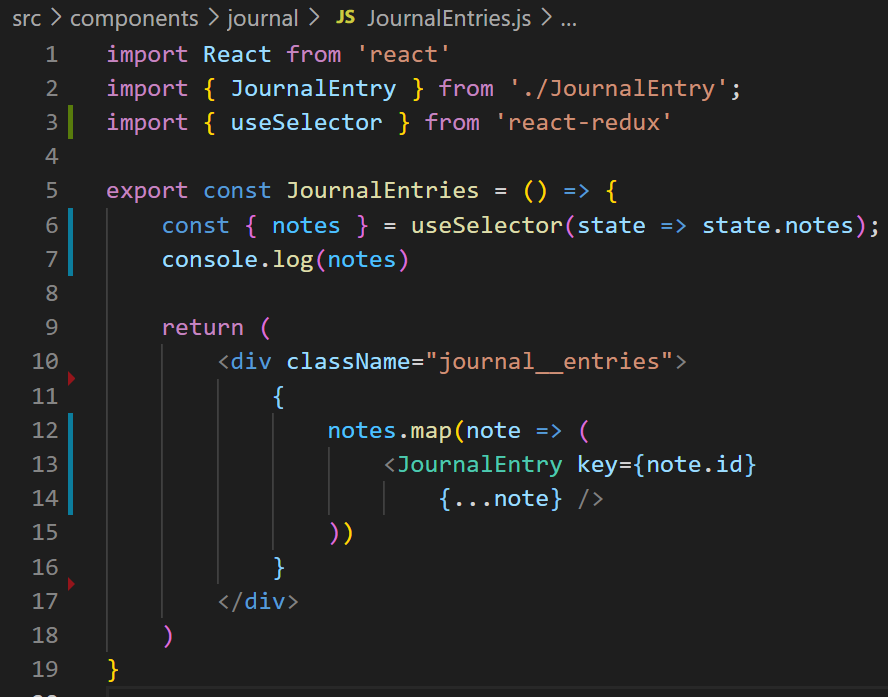 src > components > journal > JS JournalEntries.js > ...
1 import React from 'react'
2 import { JournalEntry } from './JournalEntry';
3 import { useSelector } from 'react-redux'
4
5 export const JournalEntries = () => {
6 const { notes } = useSelector(state => state.notes);
7 console.log(notes)
8
9 return (
10 <div className="journal__entries">
11 {
12 notes.map(note => (
13 <JournalEntry key={note.id}
14 {...note} />
15 ))
16 }
17 </div>
18 )
19 }